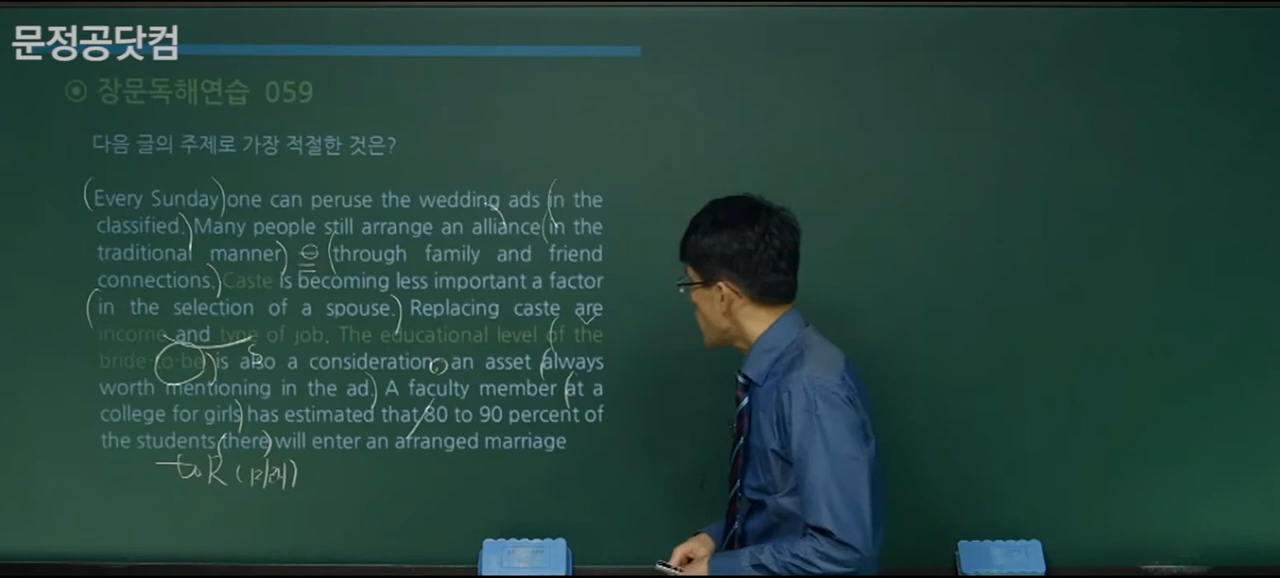 문정공닷컴
장문독해연습 059
다음 글의 주제로 가장 적절한 것은?
Every Sunday one can peruse the wedding ads in the
classified. Many people still arrange an alliance in the
traditional manner through family and friend
connections. Caste is becoming less important a factor
in the selection of a spouse. Replacing caste are
income and type of job. The educational level of the
bride-to-be is also a consideration, an asset always
worth mentioning in the ad. A faculty member at a
college for girls has estimated that 80 to 90 percent of
the students there will enter an arranged marriage
to R (미래)